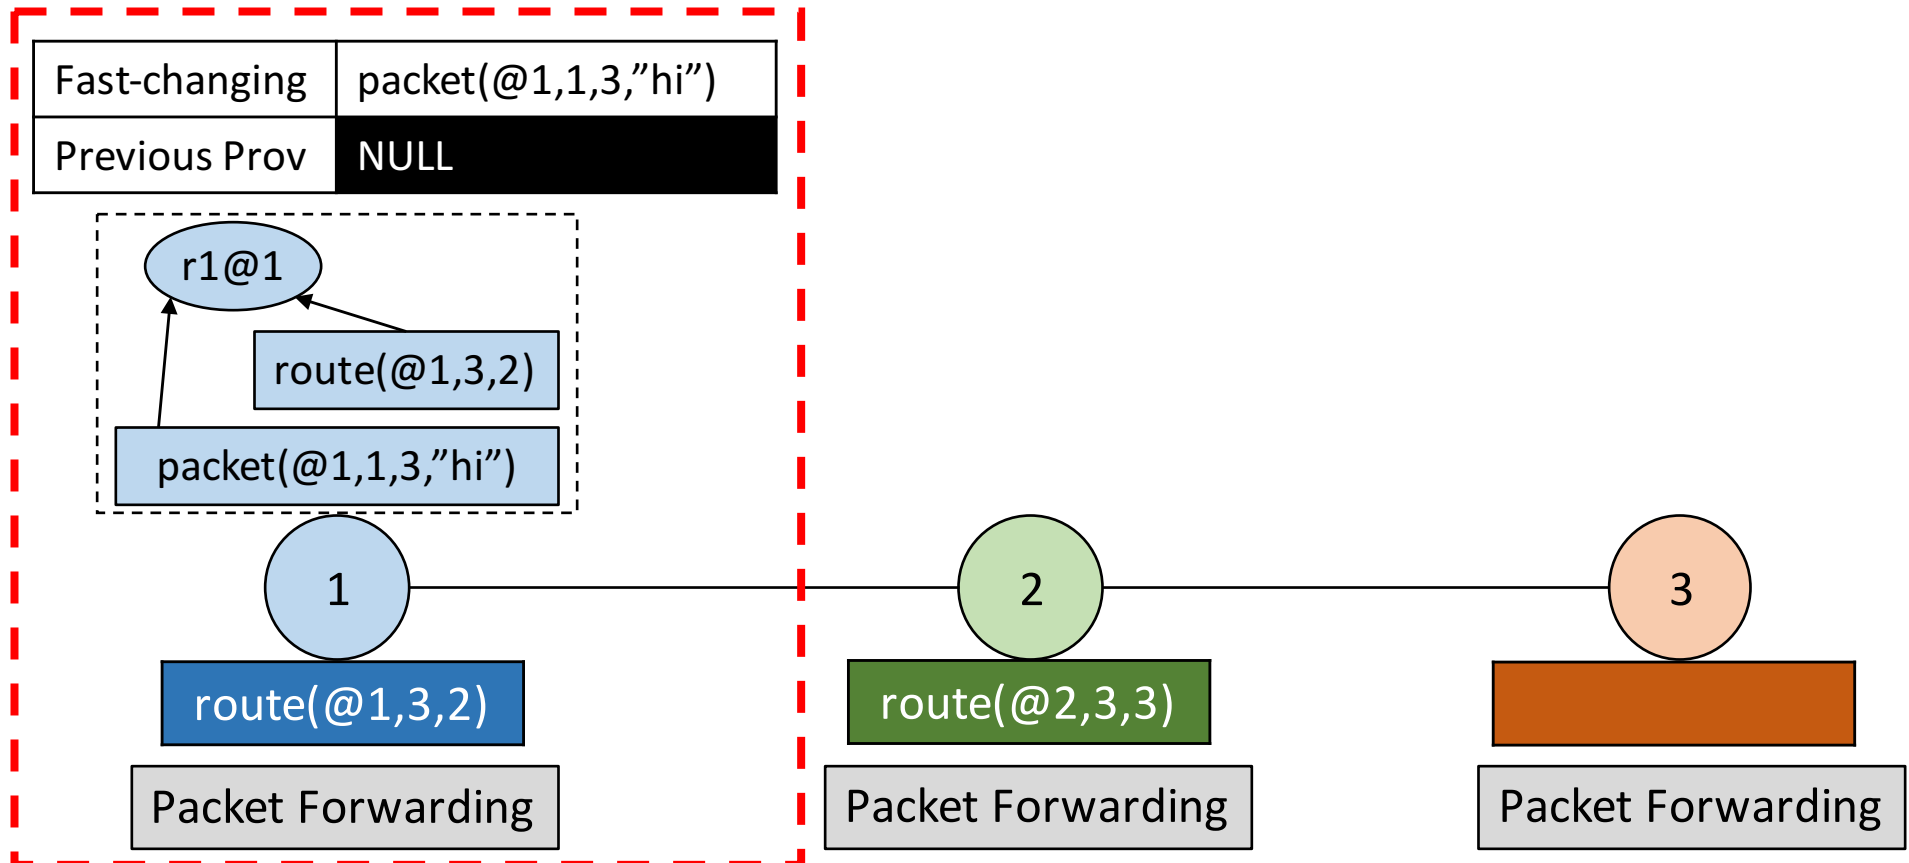 Fast-changing packet(@1,1,3,”hi”)
Previous Prov NULL
r1@1
route(@1,3,2)
packet(@1,1,3,”hi”)
1 2 3
route(@1,3,2) route(@2,3,3)
Packet Forwarding Packet Forwarding Packet Forwarding